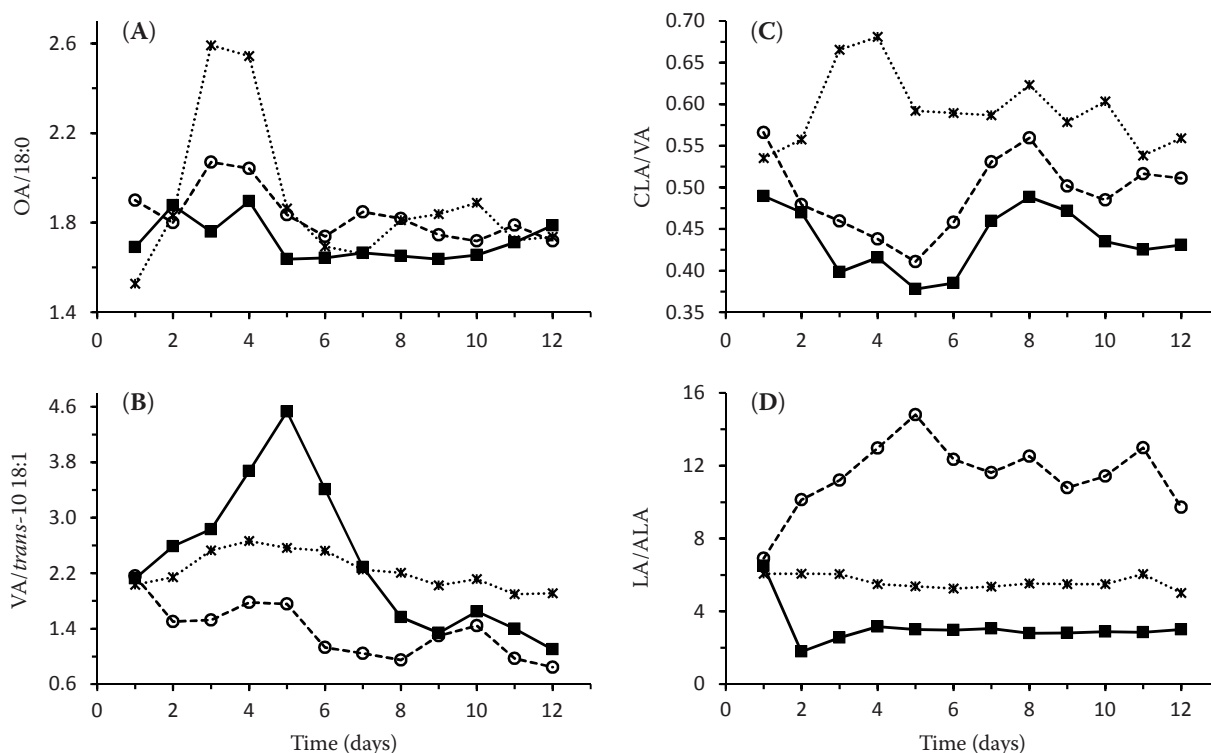 (A)
OA/18:0
2.6
2.2
1.8
1.4
0 2 4 6 8 10 12
(C)
CLA/VA
0.70
0.65
0.60
0.55
0.50
0.45
0.40
0.35
0 2 4 6 8 10 12
(B)
VA/trans-10 18:1
4.6
3.8
3.0
2.2
1.4
0.6
0 2 4 6 8 10 12
Time (days)
(D)
LA/ALA
16
12
8
4
0
0 2 4 6 8 10 12
Time (days)